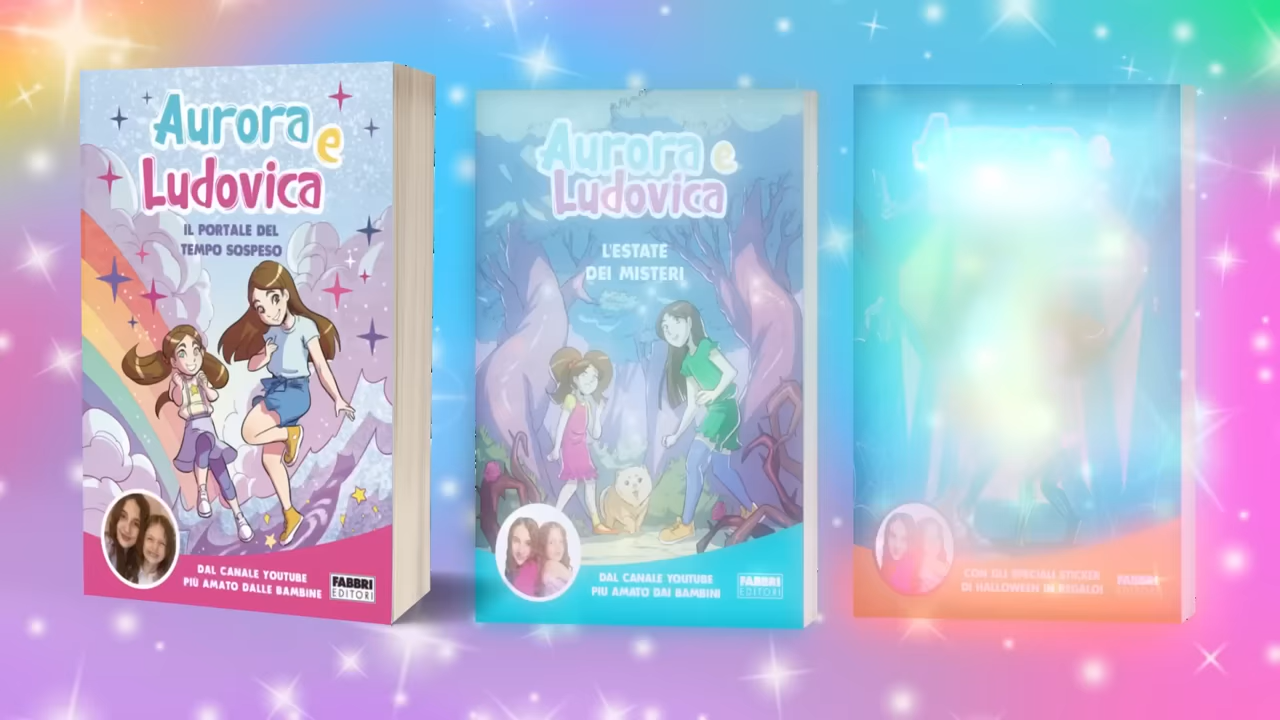 Aurora e
Ludovica
IL PORTALE DEL
TEMPO SOSPESO
DAL CANALE YOUTUBE
PIÙ AMATO DALLE BAMBINE
FABBRI
EDITORI
Aurora e
Ludovica
L'ESTATE
DEI MISTERI
DAL CANALE YOUTUBE
PIÙ AMATO DAI BAMBINI
FABBRI
EDITORI
CON GLI SPECIALI STICKER
DI HALLOWEEN IN REGALO!
FABBRI
EDITORI